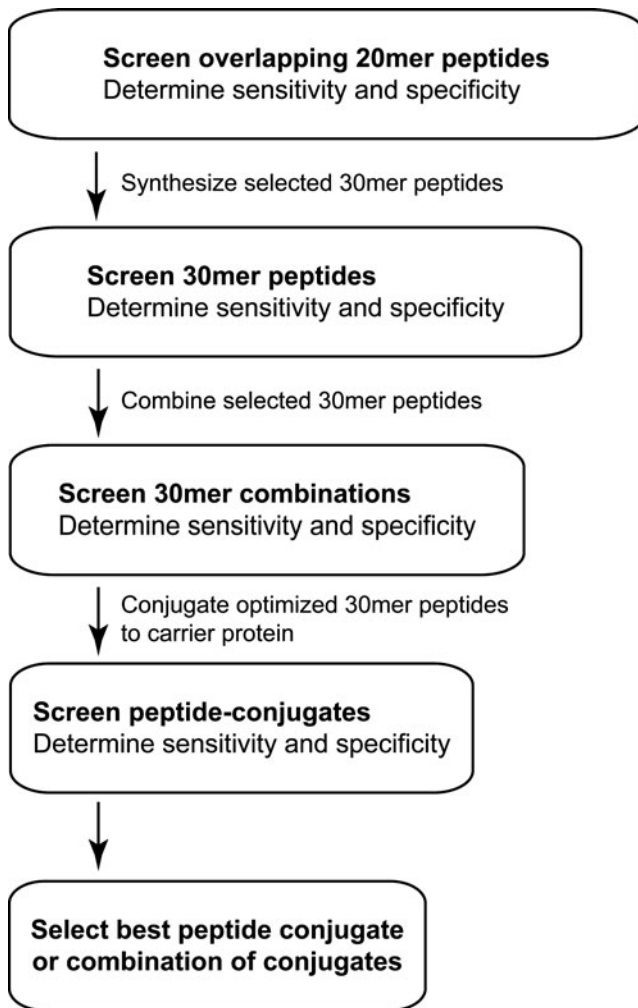 Screen overlapping 20mer peptides
Determine sensitivity and specificity
Synthesize selected 30mer peptides
Screen 30mer peptides
Determine sensitivity and specificity
Combine selected 30mer peptides
Screen 30mer combinations
Determine sensitivity and specificity
Conjugate optimized 30mer peptides
to carrier protein
Screen peptide-conjugates
Determine sensitivity and specificity
Select best peptide conjugate
or combination of conjugates